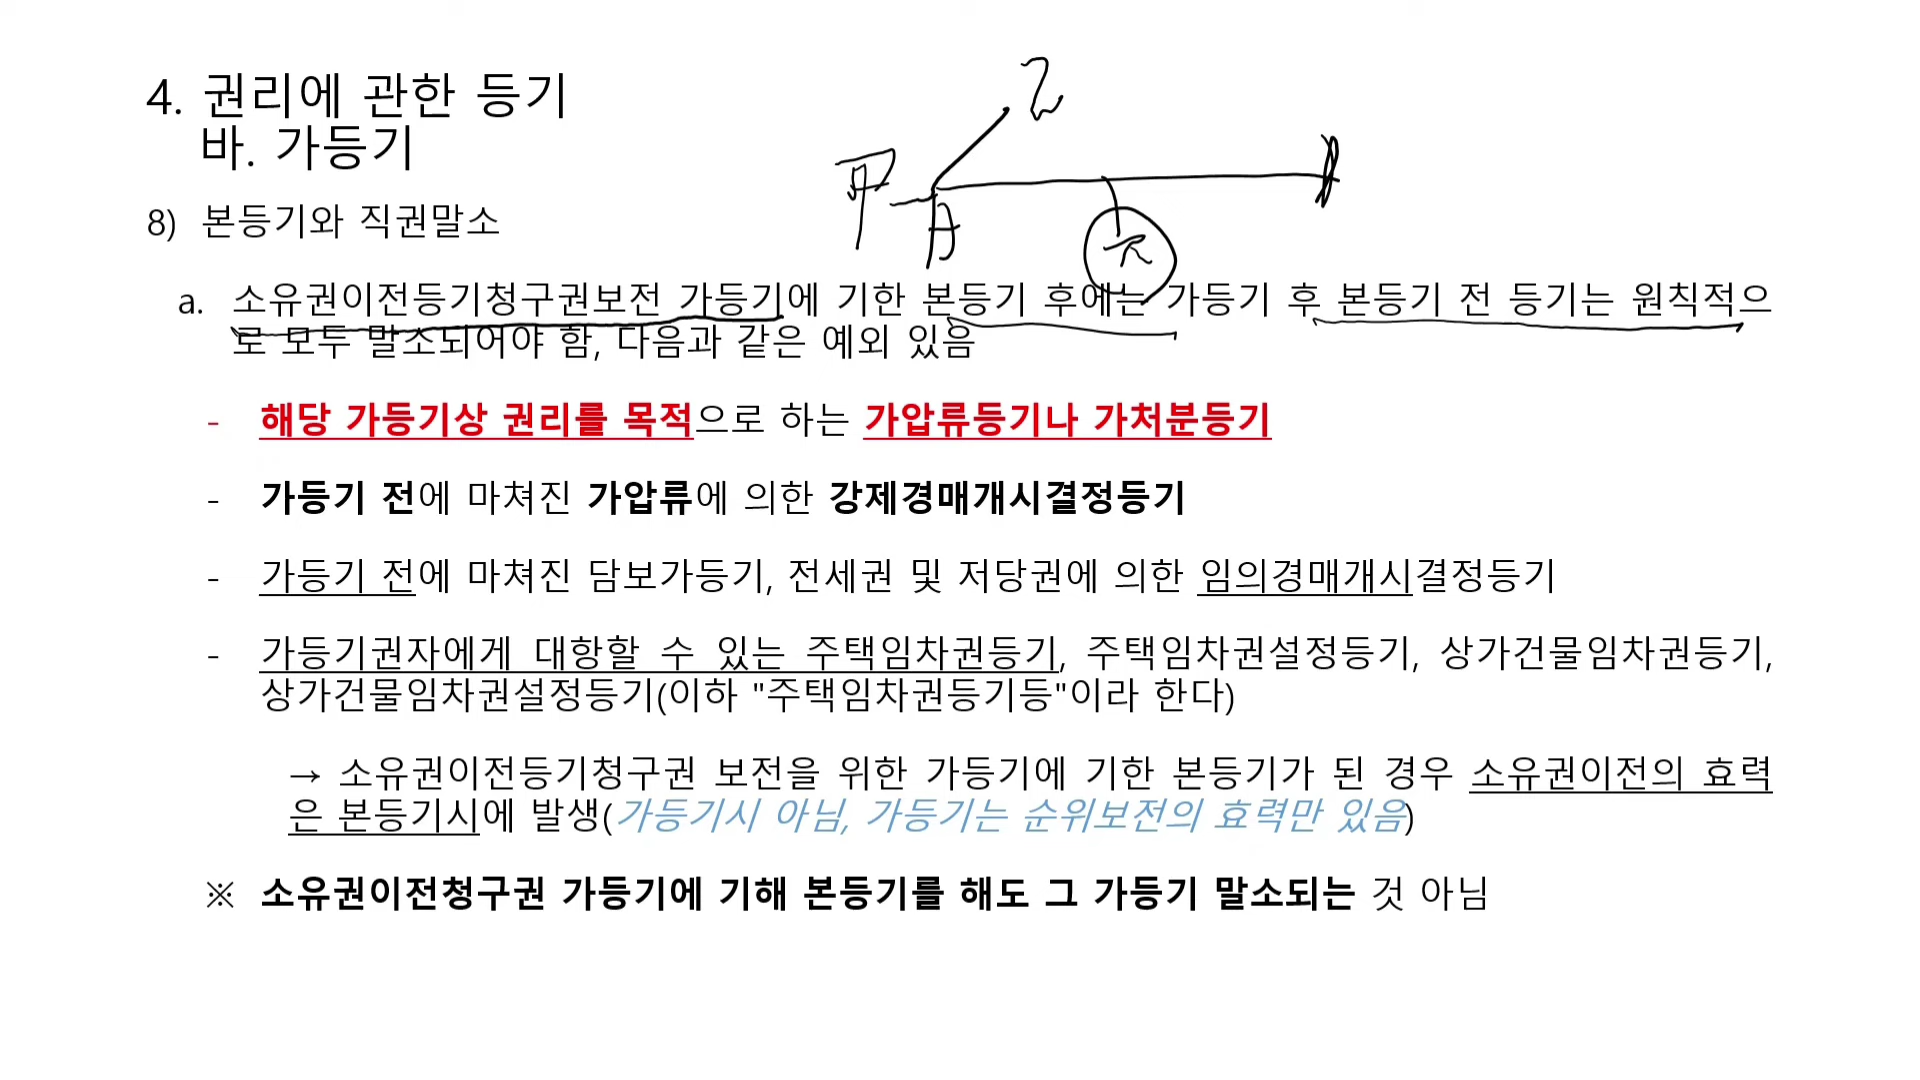 4. 권리에 관한 등기
바. 가등기
乙
甲
A
丙
8) 본등기와 직권말소
a. 소유권이전등기청구권보전 가등기에 기한 본등기 후에는 가등기 후 본등기 전 등기는 원칙적으
로 모두 말소되어야 함, 다음과 같은 예외 있음
- 해당 가등기상 권리를 목적으로 하는 가압류등기나 가처분등기
- 가등기 전에 마쳐진 가압류에 의한 강제경매개시결정등기
- 가등기 전에 마쳐진 담보가등기, 전세권 및 저당권에 의한 임의경매개시결정등기
- 가등기권자에게 대항할 수 있는 주택임차권등기, 주택임차권설정등기, 상가건물임차권등기,
상가건물임차권설정등기(이하 "주택임차권등기등"이라 한다)
→ 소유권이전등기청구권 보전을 위한 가등기에 기한 본등기가 된 경우 소유권이전의 효력
은 본등기시에 발생(가등기시 아님, 가등기는 순위보전의 효력만 있음)
※ 소유권이전청구권 가등기에 기해 본등기를 해도 그 가등기 말소되는 것 아님